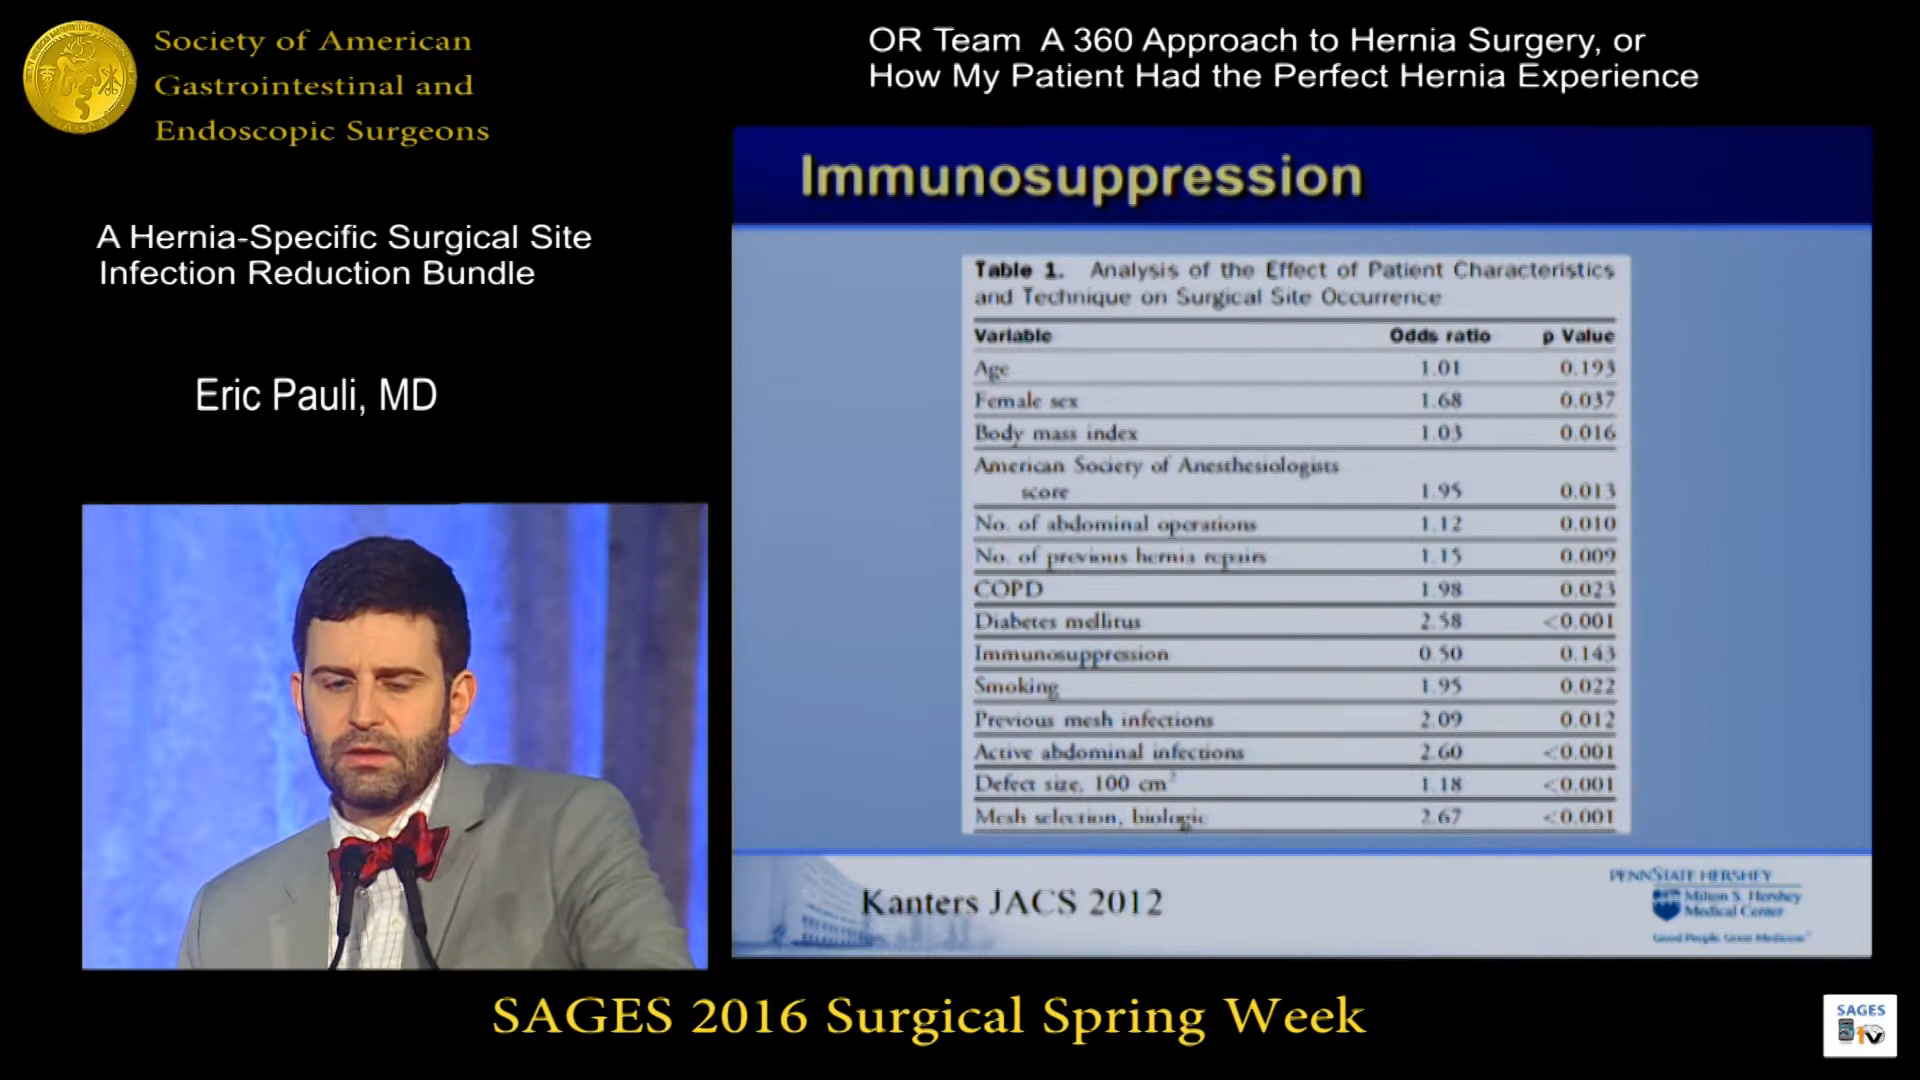 Society of American
Gastrointestinal and
Endoscopic Surgeons
OR Team A 360 Approach to Hernia Surgery, or
How My Patient Had the Perfect Hernia Experience
A Hernia-Specific Surgical Site
Infection Reduction Bundle
Eric Pauli, MD
Immunosuppression
Table 1. Analysis of the Effect of Patient Characteristics
and Technique on Surgical Site Occurrence
Variable Odds ratio p Value
Age 1.01 0.193
Female sex 1.68 0.037
Body mass index 1.03 0.016
American Society of Anesthesiologists
score 1.95 0.013
No. of abdominal operations 1.12 0.010
No. of previous hernia repairs 1.15 0.009
COPD 1.98 0.023
Diabetes mellitus 2.58 <0.001
Immunosuppression 0.50 0.143
Smoking 1.95 0.022
Previous mesh infections 2.09 0.012
Active abdominal infections 2.60 <0.001
Defect size, 100 cm² 1.18 <0.001
Mesh selection, biologic 2.67 <0.001
Kanters JACS 2012
PENNSTATE HERSHEY
Milton S. Hershey
Medical Center
Good People. Great Medicine.
SAGES 2016 Surgical Spring Week
SAGES
tv